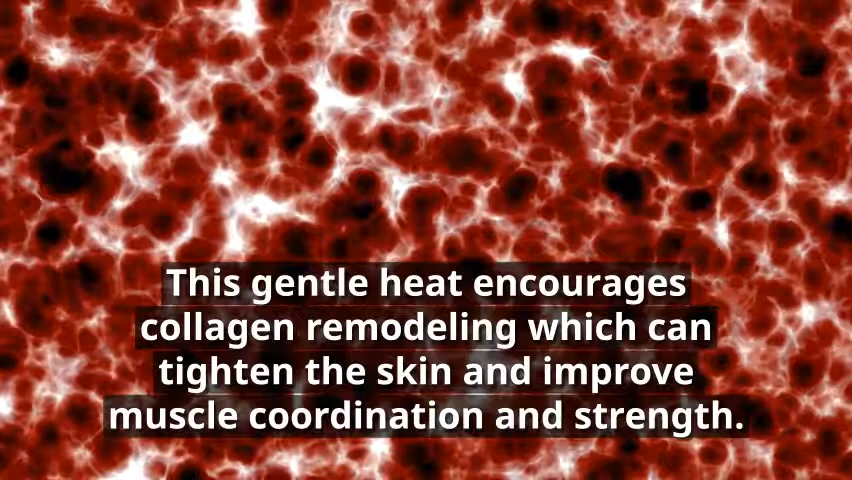 This gentle heat encourages
collagen remodeling which can
tighten the skin and improve
muscle coordination and strength.